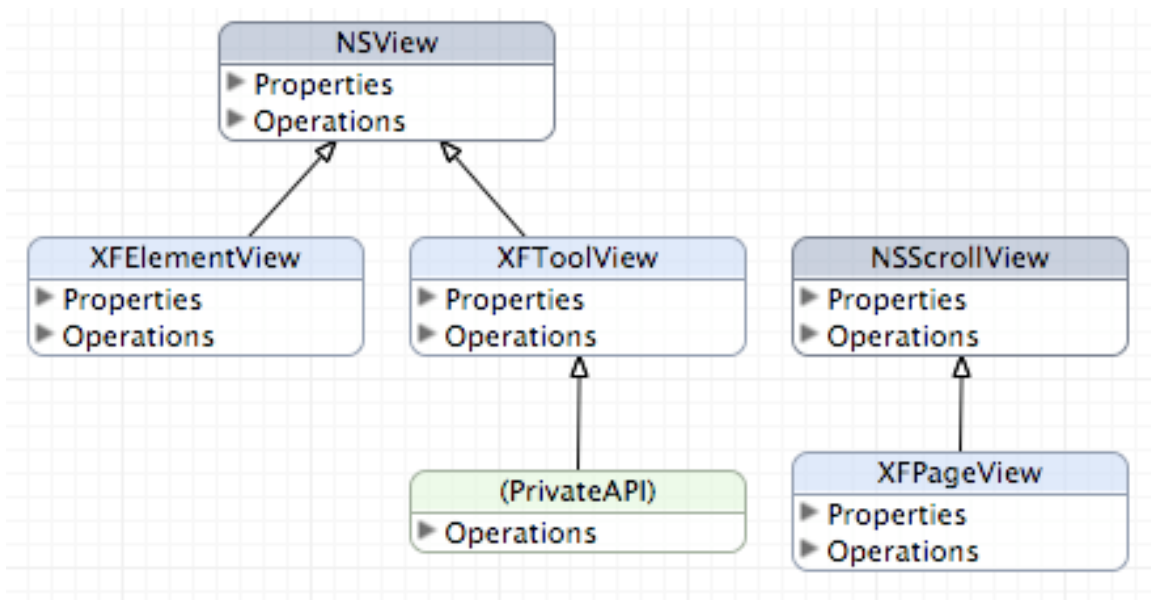 NSView
Properties
Operations
XFElementView
Properties
Operations
XFToolView
Properties
Operations
NSScrollView
Properties
Operations
(PrivateAPI)
Operations
XFPageView
Properties
Operations